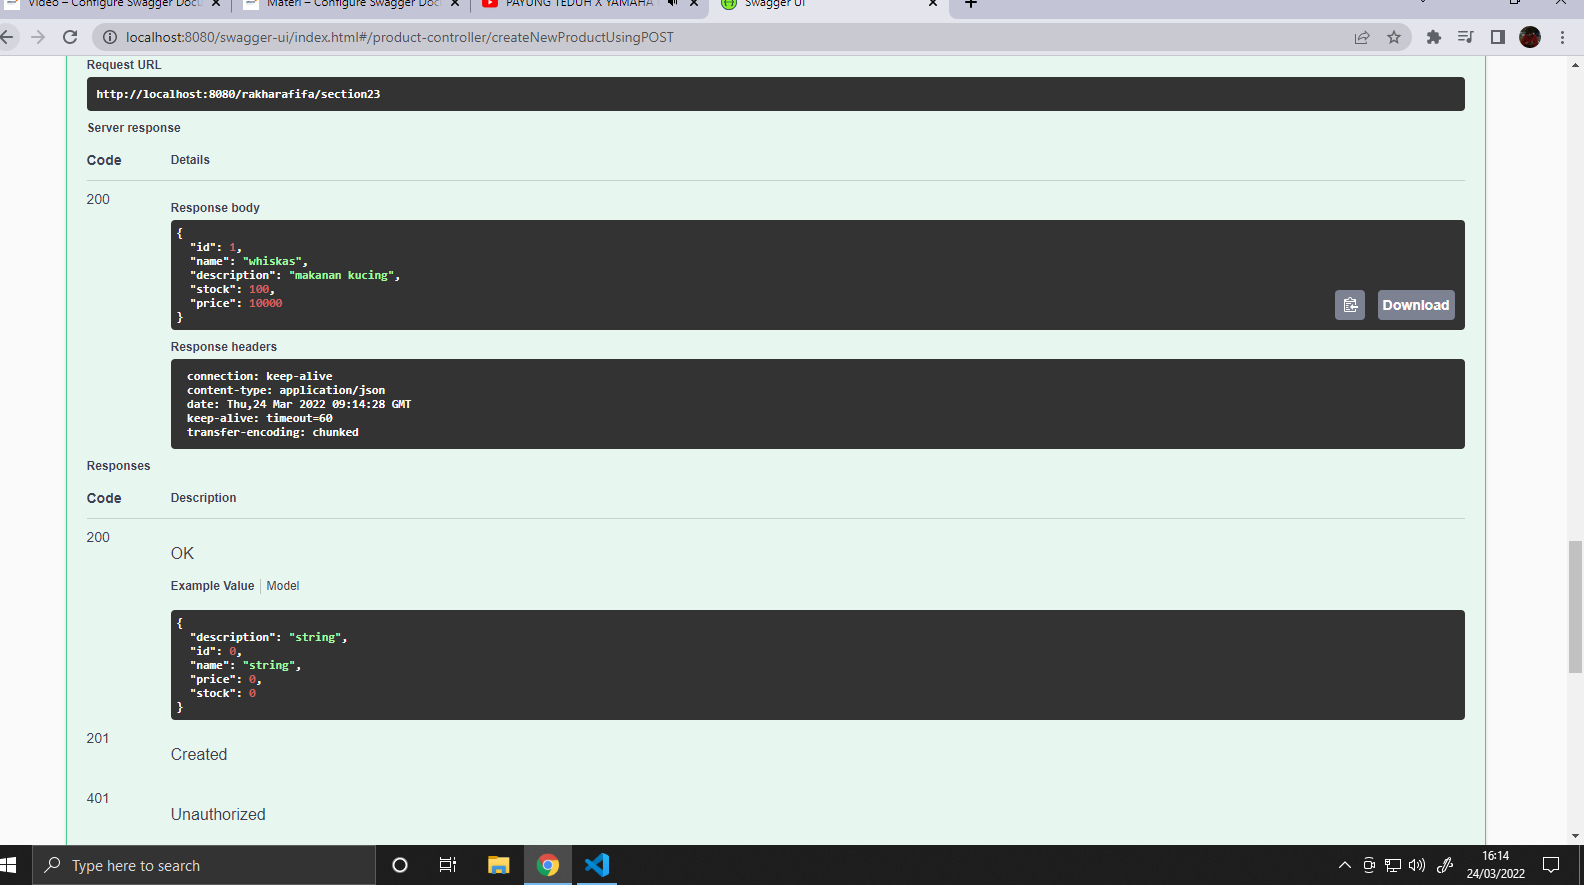 Video – Configure Swagger Docu
Materi – Configure Swagger Doc
PAYUNG TEDUH X YAMAHA
Swagger UI
localhost:8080/swagger-ui/index.html#/product-controller/createNewProductUsingPOST
Request URL
http://localhost:8080/rakharafifa/section23
Server response
Code Details
200
Response body
{
"id": 1,
"name": "whiskas",
"description": "makanan kucing",
"stock": 100,
"price": 10000
}
Download
Response headers
connection: keep-alive
content-type: application/json
date: Thu,24 Mar 2022 09:14:28 GMT
keep-alive: timeout=60
transfer-encoding: chunked
Responses
Code Description
200
OK
Example Value Model
{
"description": "string",
"id": 0,
"name": "string",
"price": 0,
"stock": 0
}
201
Created
401
Unauthorized
Type here to search
16:14
24/03/2022